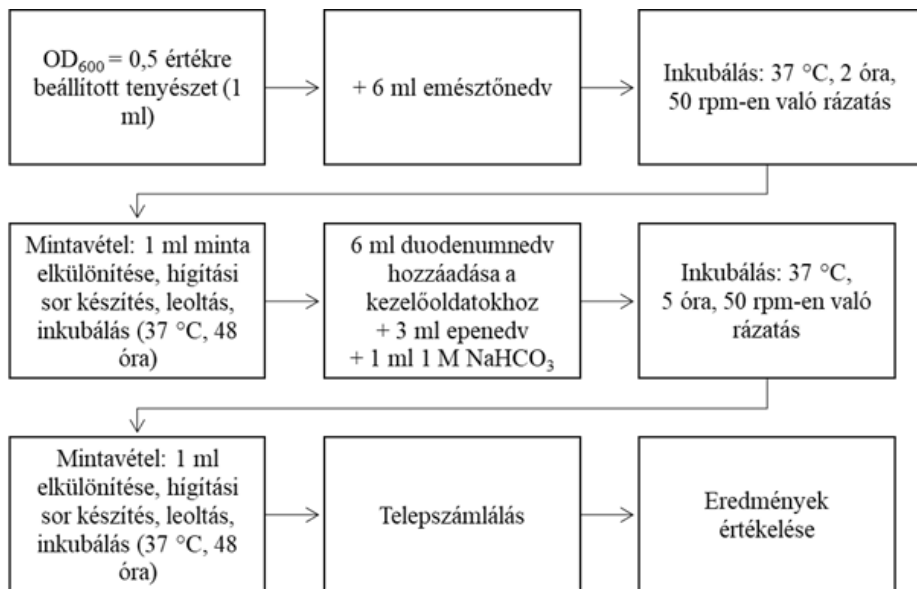 OD₆₀₀ = 0,5 értékre
beállított tenyészet (1
ml)
+ 6 ml emésztőnedv
Inkubálás: 37 °C, 2 óra,
50 rpm-en való rázatás
Mintavétel: 1 ml minta
elkülönítése, hígítási
sor készítés, leoltás,
inkubálás (37 °C, 48
óra)
6 ml duodenumnedv
hozzáadása a
kezelőoldatokhoz
+ 3 ml epenedv
+ 1 ml 1 M NaHCO₃
Inkubálás: 37 °C,
5 óra, 50 rpm-en való
rázatás
Mintavétel: 1 ml
elkülönítése, hígítási
sor készítés, leoltás,
inkubálás (37 °C, 48
óra)
Telepszámlálás
Eredmények
értékelése